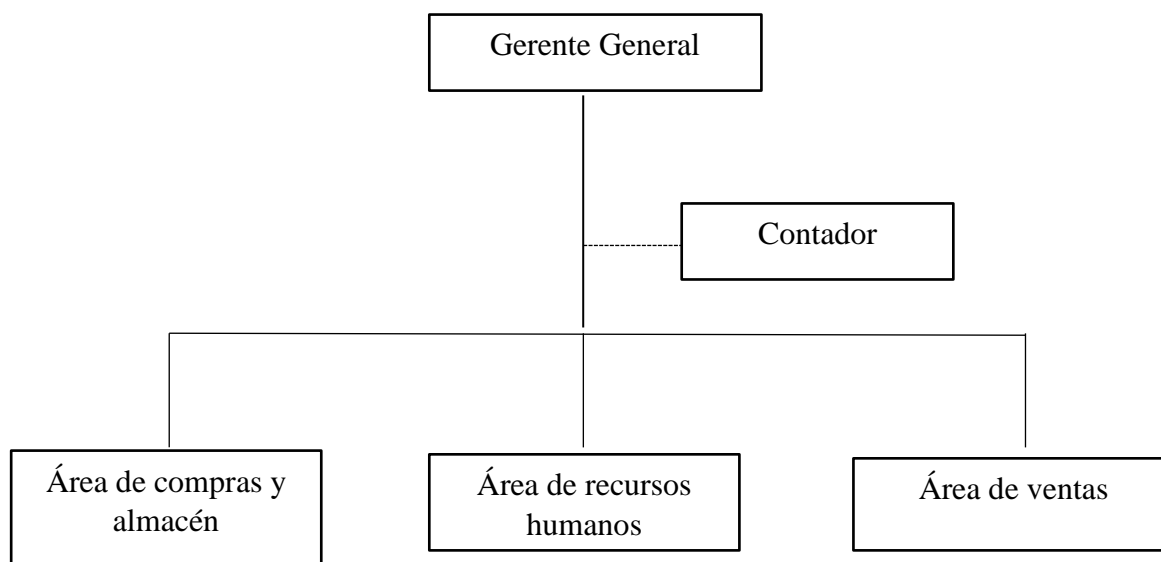 Gerente General
Contador
Área de compras y
almacén
Área de recursos
humanos
Área de ventas